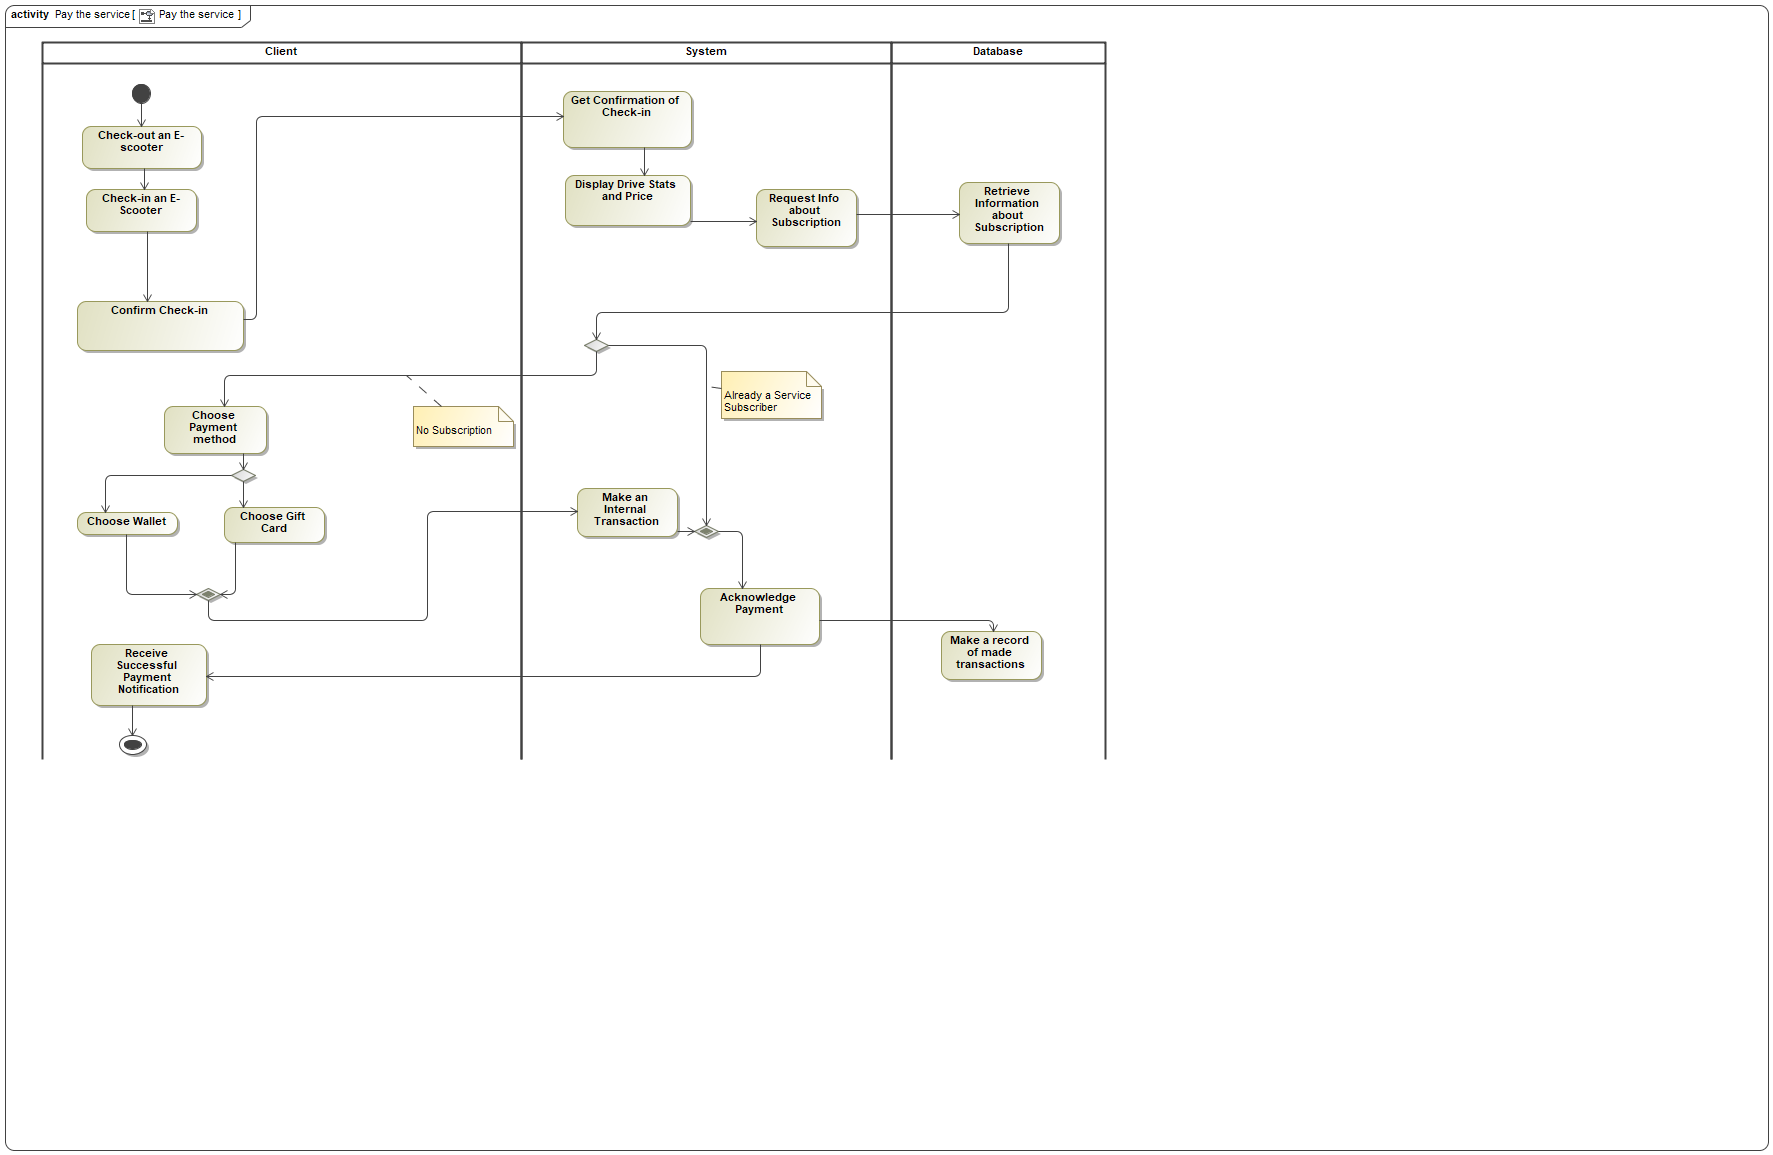 activity Pay the service [ Pay the service ]
Client
System
Database
Check-out an E-
scooter
Check-in an E-
Scooter
Confirm Check-in
Get Confirmation of
Check-in
Display Drive Stats
and Price
Request Info
about
Subscription
Retrieve
Information
about
Subscription
No Subscription
Already a Service
Subscriber
Choose
Payment
method
Choose Wallet
Choose Gift
Card
Make an
Internal
Transaction
Acknowledge
Payment
Make a record
of made
transactions
Receive
Successful
Payment
Notification